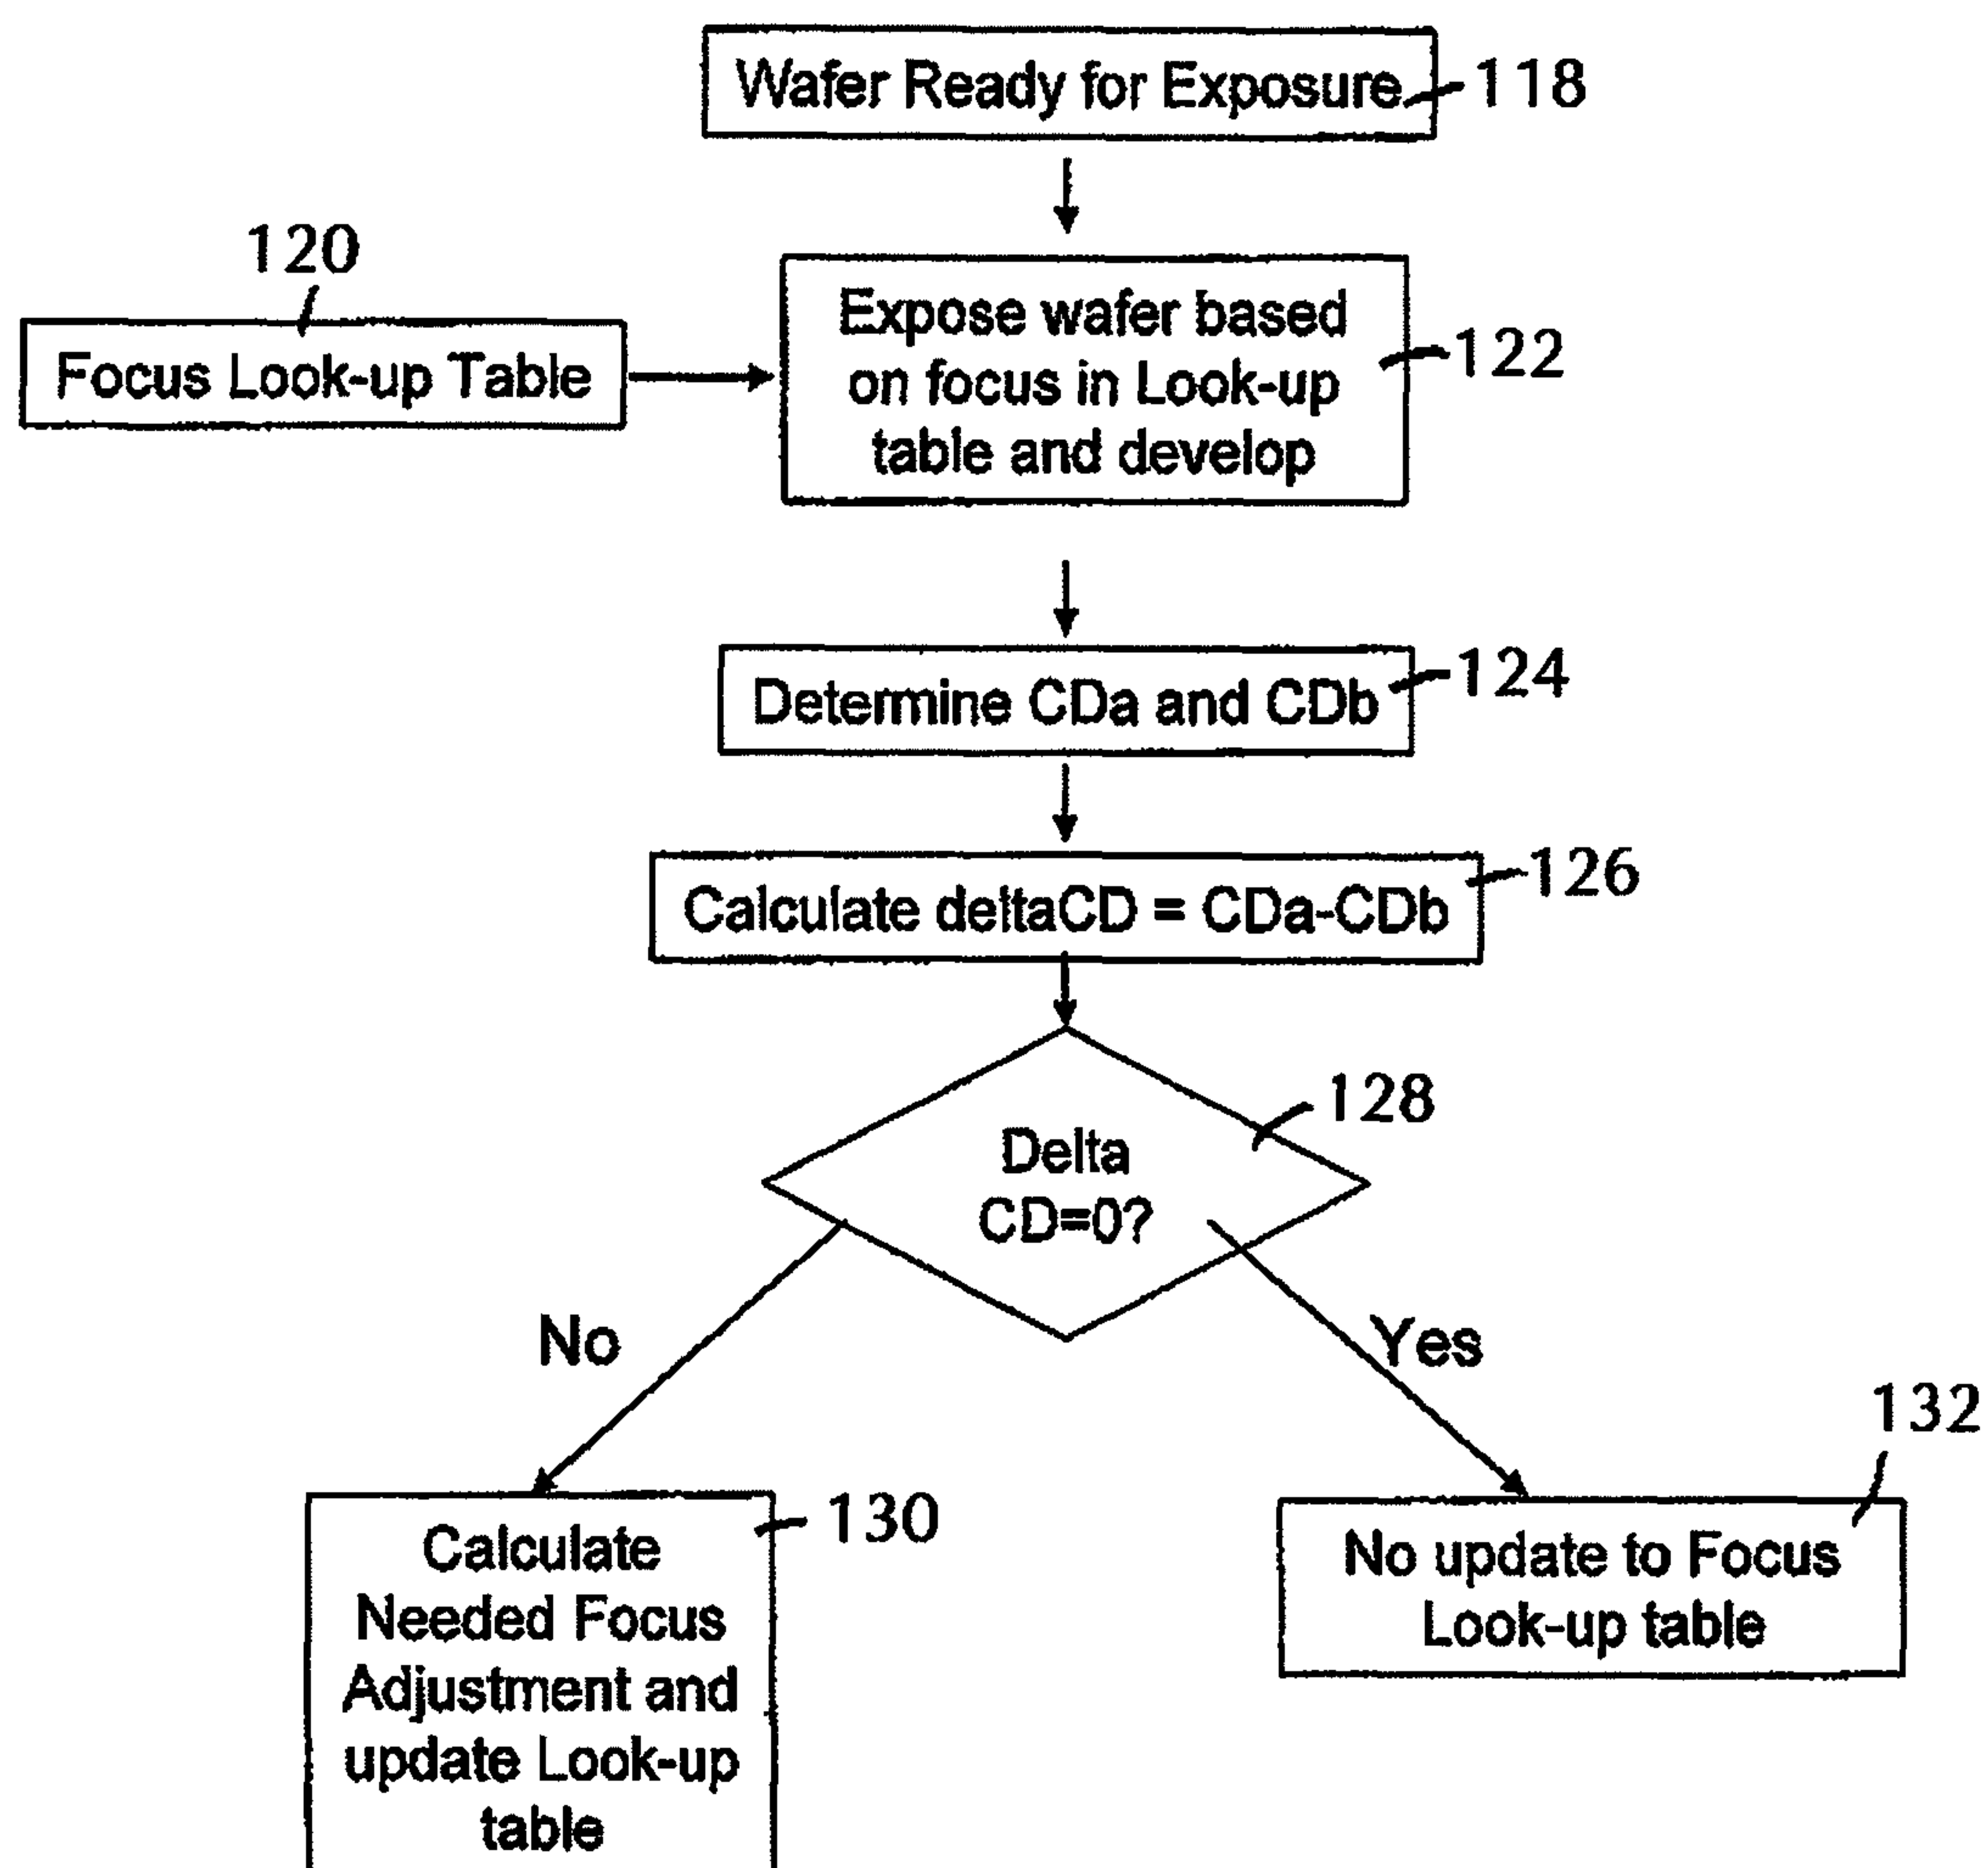 Wafer Ready for Exposure
118
120
Focus Look-up Table
Expose wafer based
on focus in Look-up
table and develop
122
Determine CDa and CDb
124
Calculate deltaCD = CDa-CDb
126
Delta
CD=0?
128
No
Yes
Calculate
Needed Focus
Adjustment and
update Look-up
table
130
132
No update to Focus
Look-up table